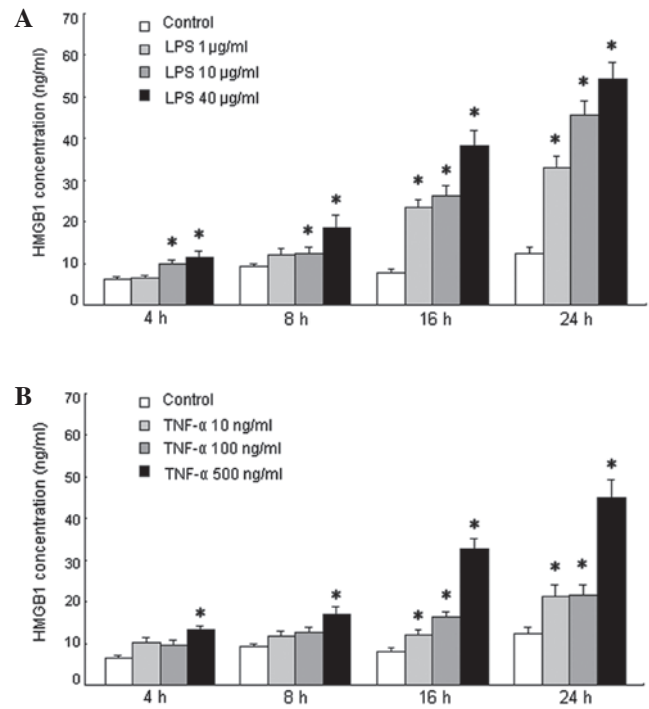 A
70
60
50
40
30
20
10
0
HMGB1 concentration (ng/ml)
Control
LPS 1 µg/ml
LPS 10 µg/ml
LPS 40 µg/ml
* * * * * * * * * *
4 h 8 h 16 h 24 h
B
70
60
50
40
30
20
10
0
HMGB1 concentration (ng/ml)
Control
TNF-α 10 ng/ml
TNF-α 100 ng/ml
TNF-α 500 ng/ml
* * * * * * * *
4 h 8 h 16 h 24 h